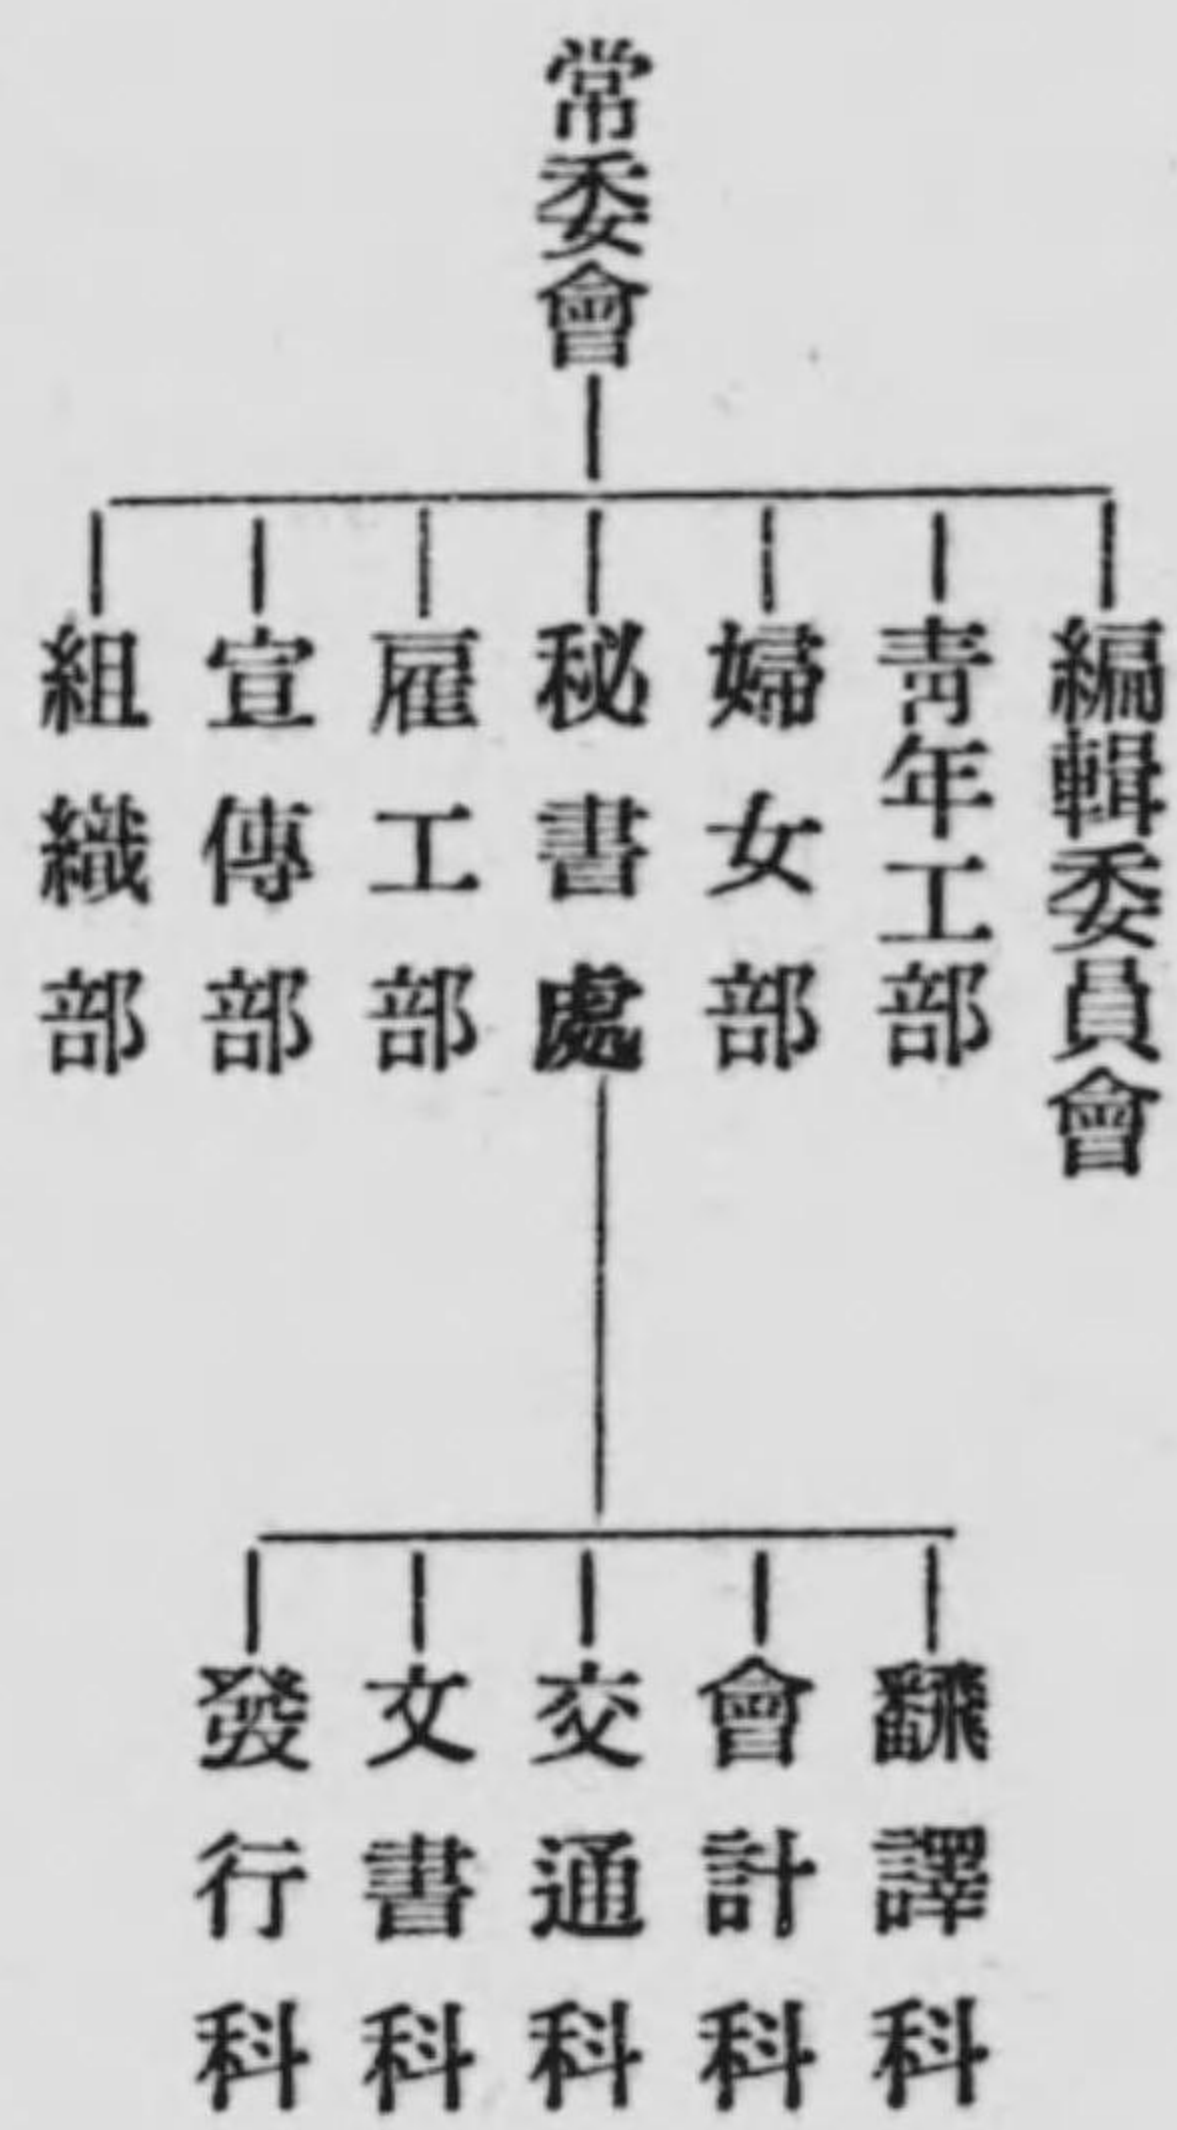 常委會
編輯委員會
靑年工部
婦女部
秘書處
雇工部
宣傳部
組織部
翻譯科
會計科
交通科
文書科
發行科